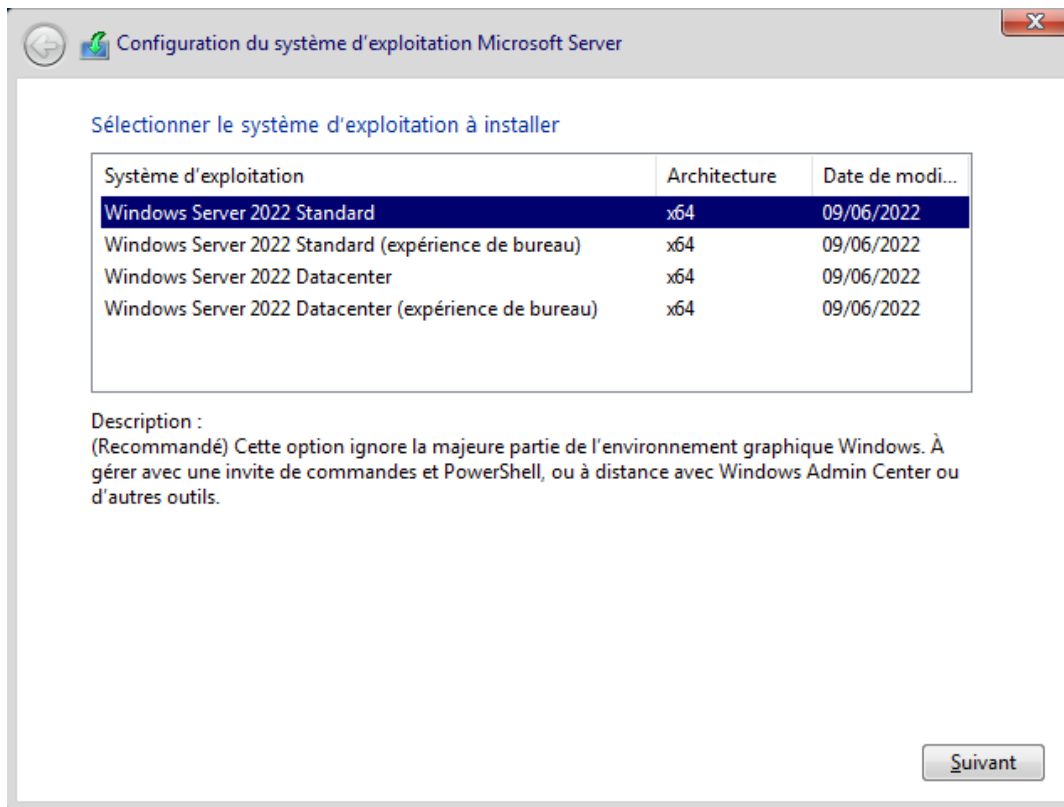 Configuration du système d'exploitation Microsoft Server
Sélectionner le système d'exploitation à installer
Système d'exploitation Architecture Date de modi...
Windows Server 2022 Standard x64 09/06/2022
Windows Server 2022 Standard (expérience de bureau) x64 09/06/2022
Windows Server 2022 Datacenter x64 09/06/2022
Windows Server 2022 Datacenter (expérience de bureau) x64 09/06/2022
Description :
(Recommandé) Cette option ignore la majeure partie de l'environnement graphique Windows. À
gérer avec une invite de commandes et PowerShell, ou à distance avec Windows Admin Center ou
d'autres outils.
Suivant